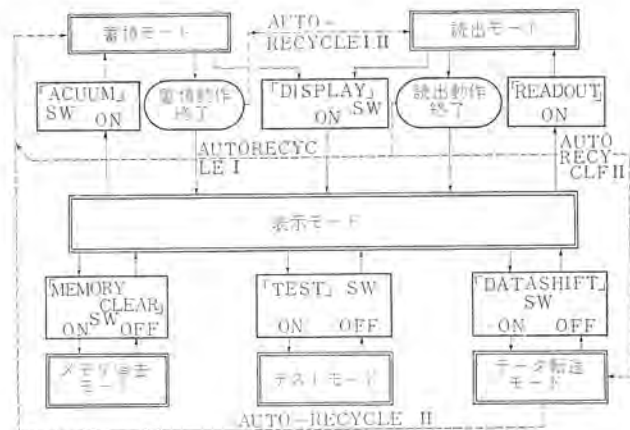 蓄積モード
AUTO－
RECYCLE I.II
読出モード
「ACUUM」
SW ON
蓄積動作
終了
「DISPLAY」
SW
ON
読出動作
終了
「READOUT」
ON
AUTORECYC
LE I
AUTO
RECY
CLF II
表示モード
「MEMORY
CLEAR」
SW
ON OFF
「TEST」 SW
ON OFF
「DATASHIFT」
SW
ON OFF
メモリ消去
モード
テストモード
データ転送
モード
AUTO－RECYCLE II